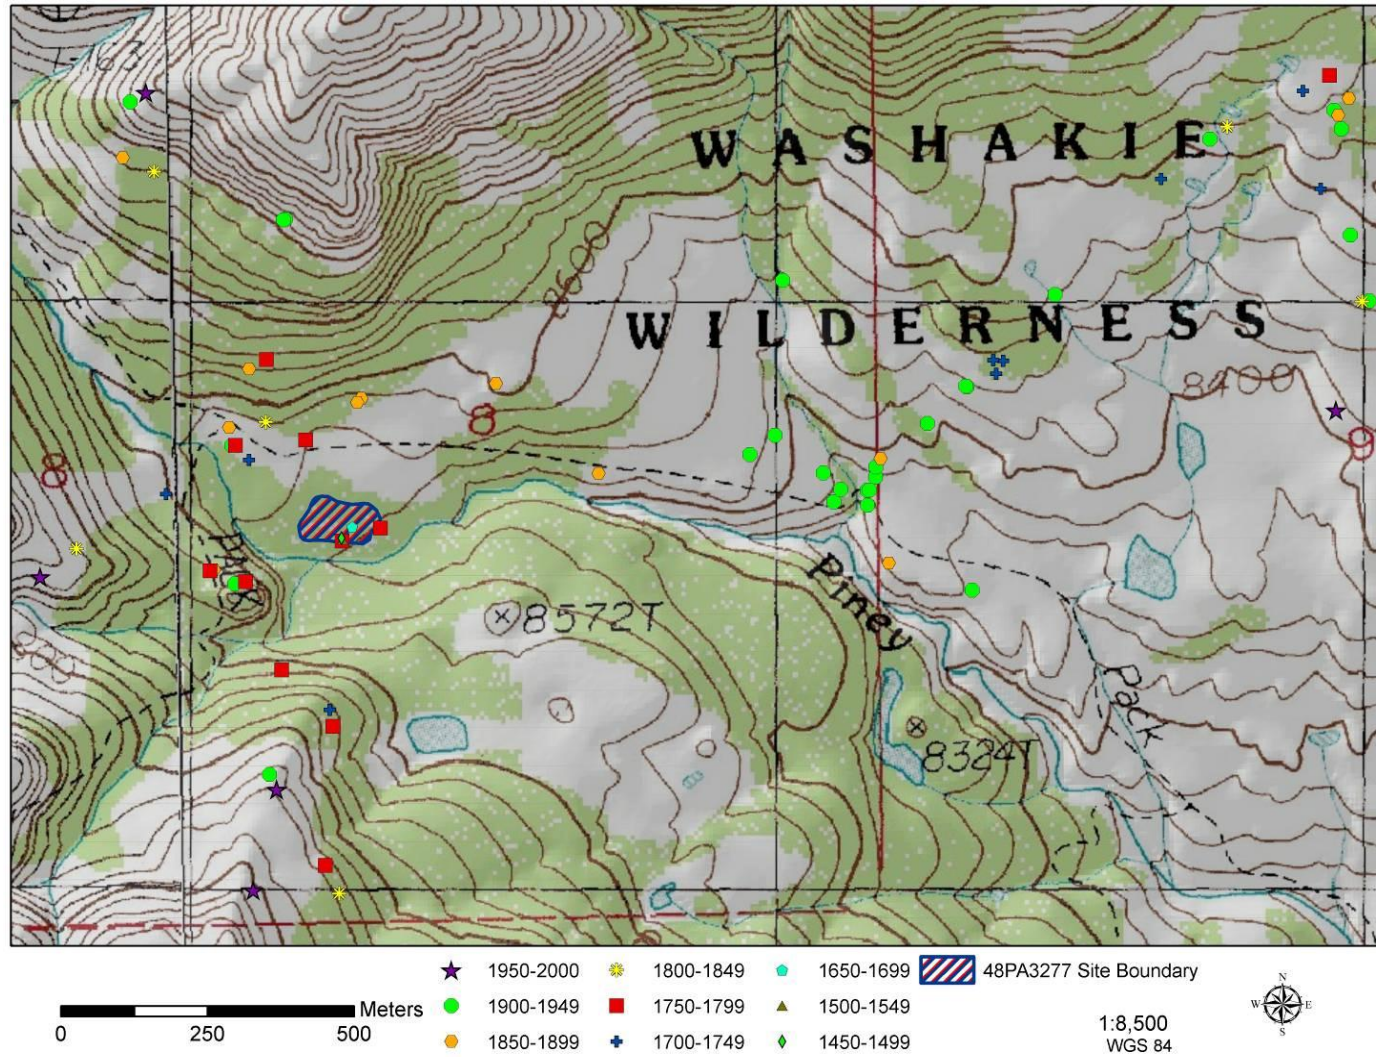 W A S H A K I E
8600
W I L D E R N E S S
8400
8
8
9
PACK
8572T
Piney
Pack
8324T
1950-2000
1800-1849
1650-1699
48PA3277 Site Boundary
Meters
1900-1949
1750-1799
1500-1549
0
250
500
1850-1899
1700-1749
1450-1499
1:8,500
WGS 84
N
W
E
S